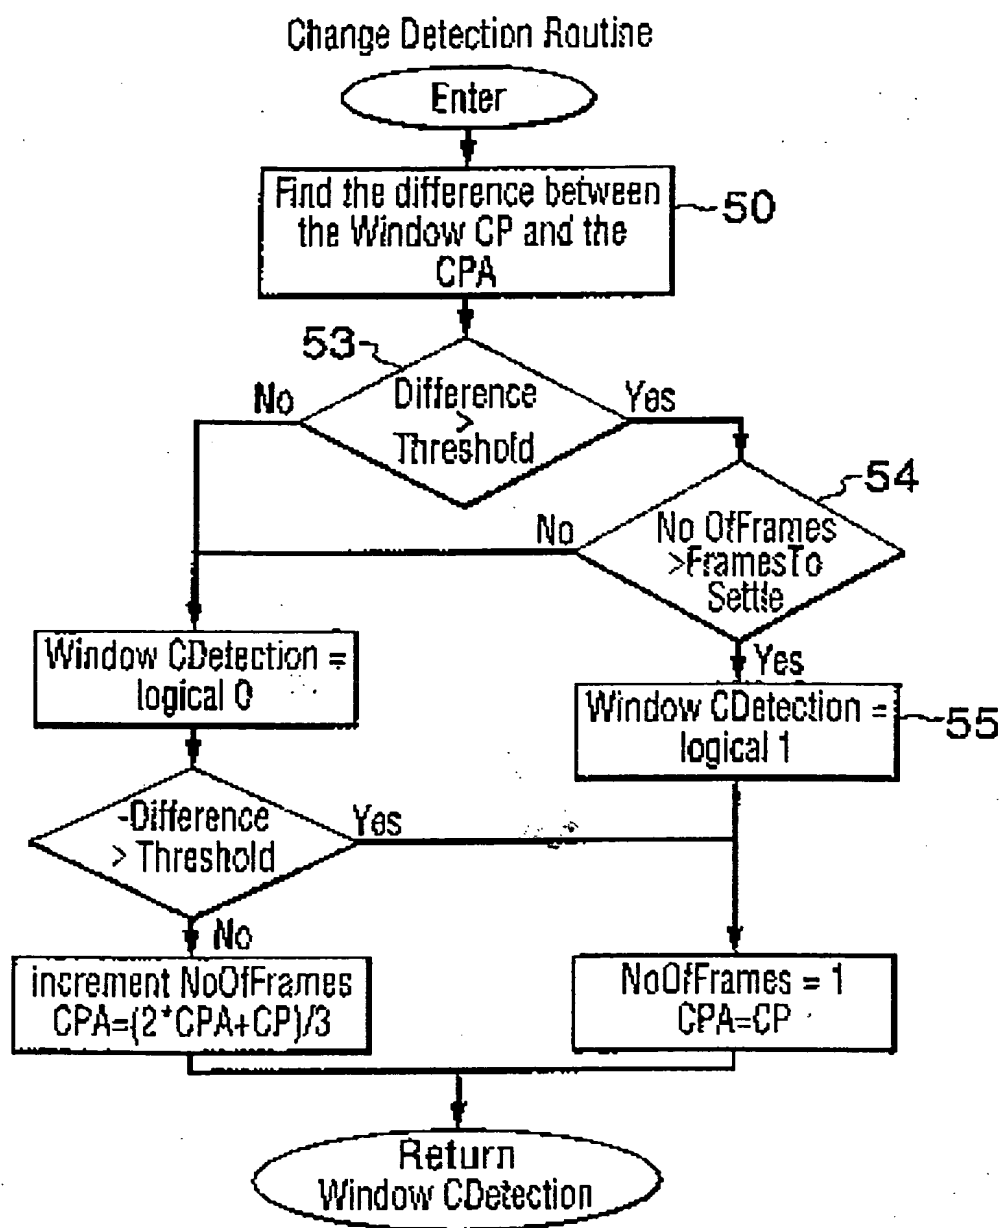 Change Detection Routine
Enter
Find the difference between
the Window CP and the
CPA
50
53
Difference
>
Threshold
No
Yes
54
No OfFrames
>FramesTo
Settle
No
Yes
Window CDetection =
logical 0
Window CDetection =
logical 1
55
-Difference
> Threshold
Yes
No
increment NoOfFrames
CPA=(2*CPA+CP)/3
NoOfFrames = 1
CPA=CP
Return
Window CDetection